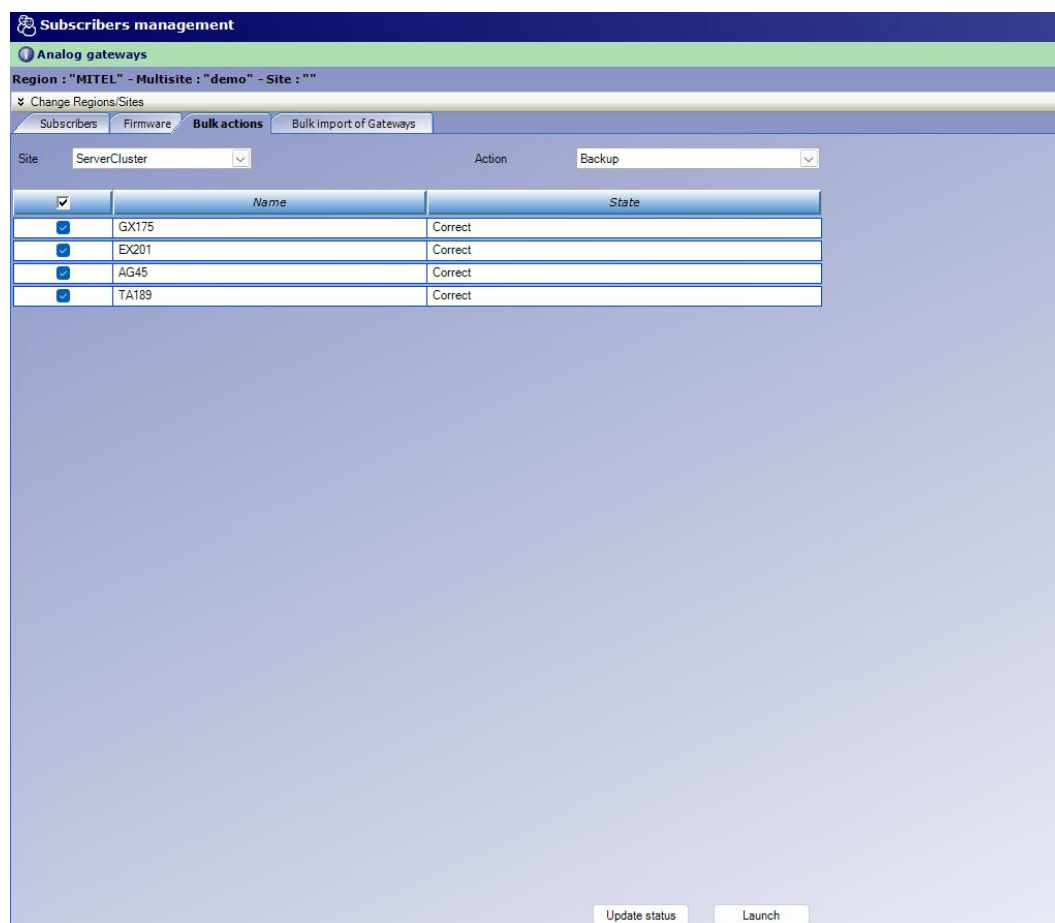 Subscribers management
Analog gateways
Region : "MITEL" - Multisite : "demo" - Site : ""
Change Regions/Sites
Subscribers Firmware Bulk actions Bulk import of Gateways
Site ServerCluster Action Backup
Name State
GX175 Correct
EX201 Correct
AG45 Correct
TA189 Correct
Update status Launch